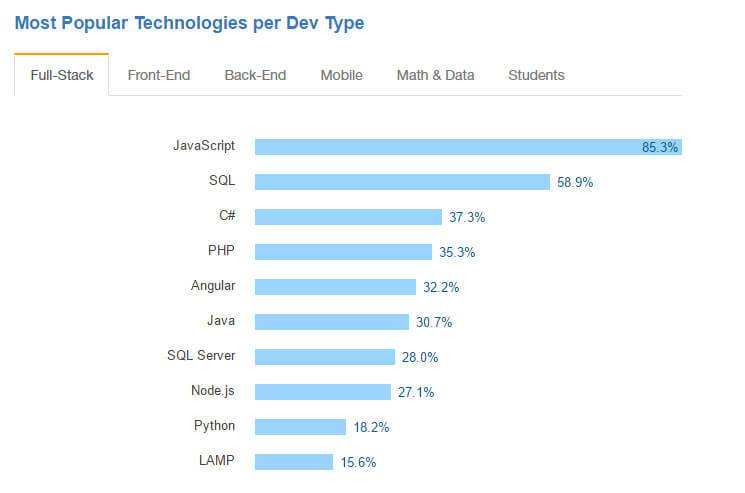 Most Popular Technologies per Dev Type
Full-Stack Front-End Back-End Mobile Math & Data Students
JavaScript 85.3%
SQL 58.9%
C# 37.3%
PHP 35.3%
Angular 32.2%
Java 30.7%
SQL Server 28.0%
Node.js 27.1%
Python 18.2%
LAMP 15.6%